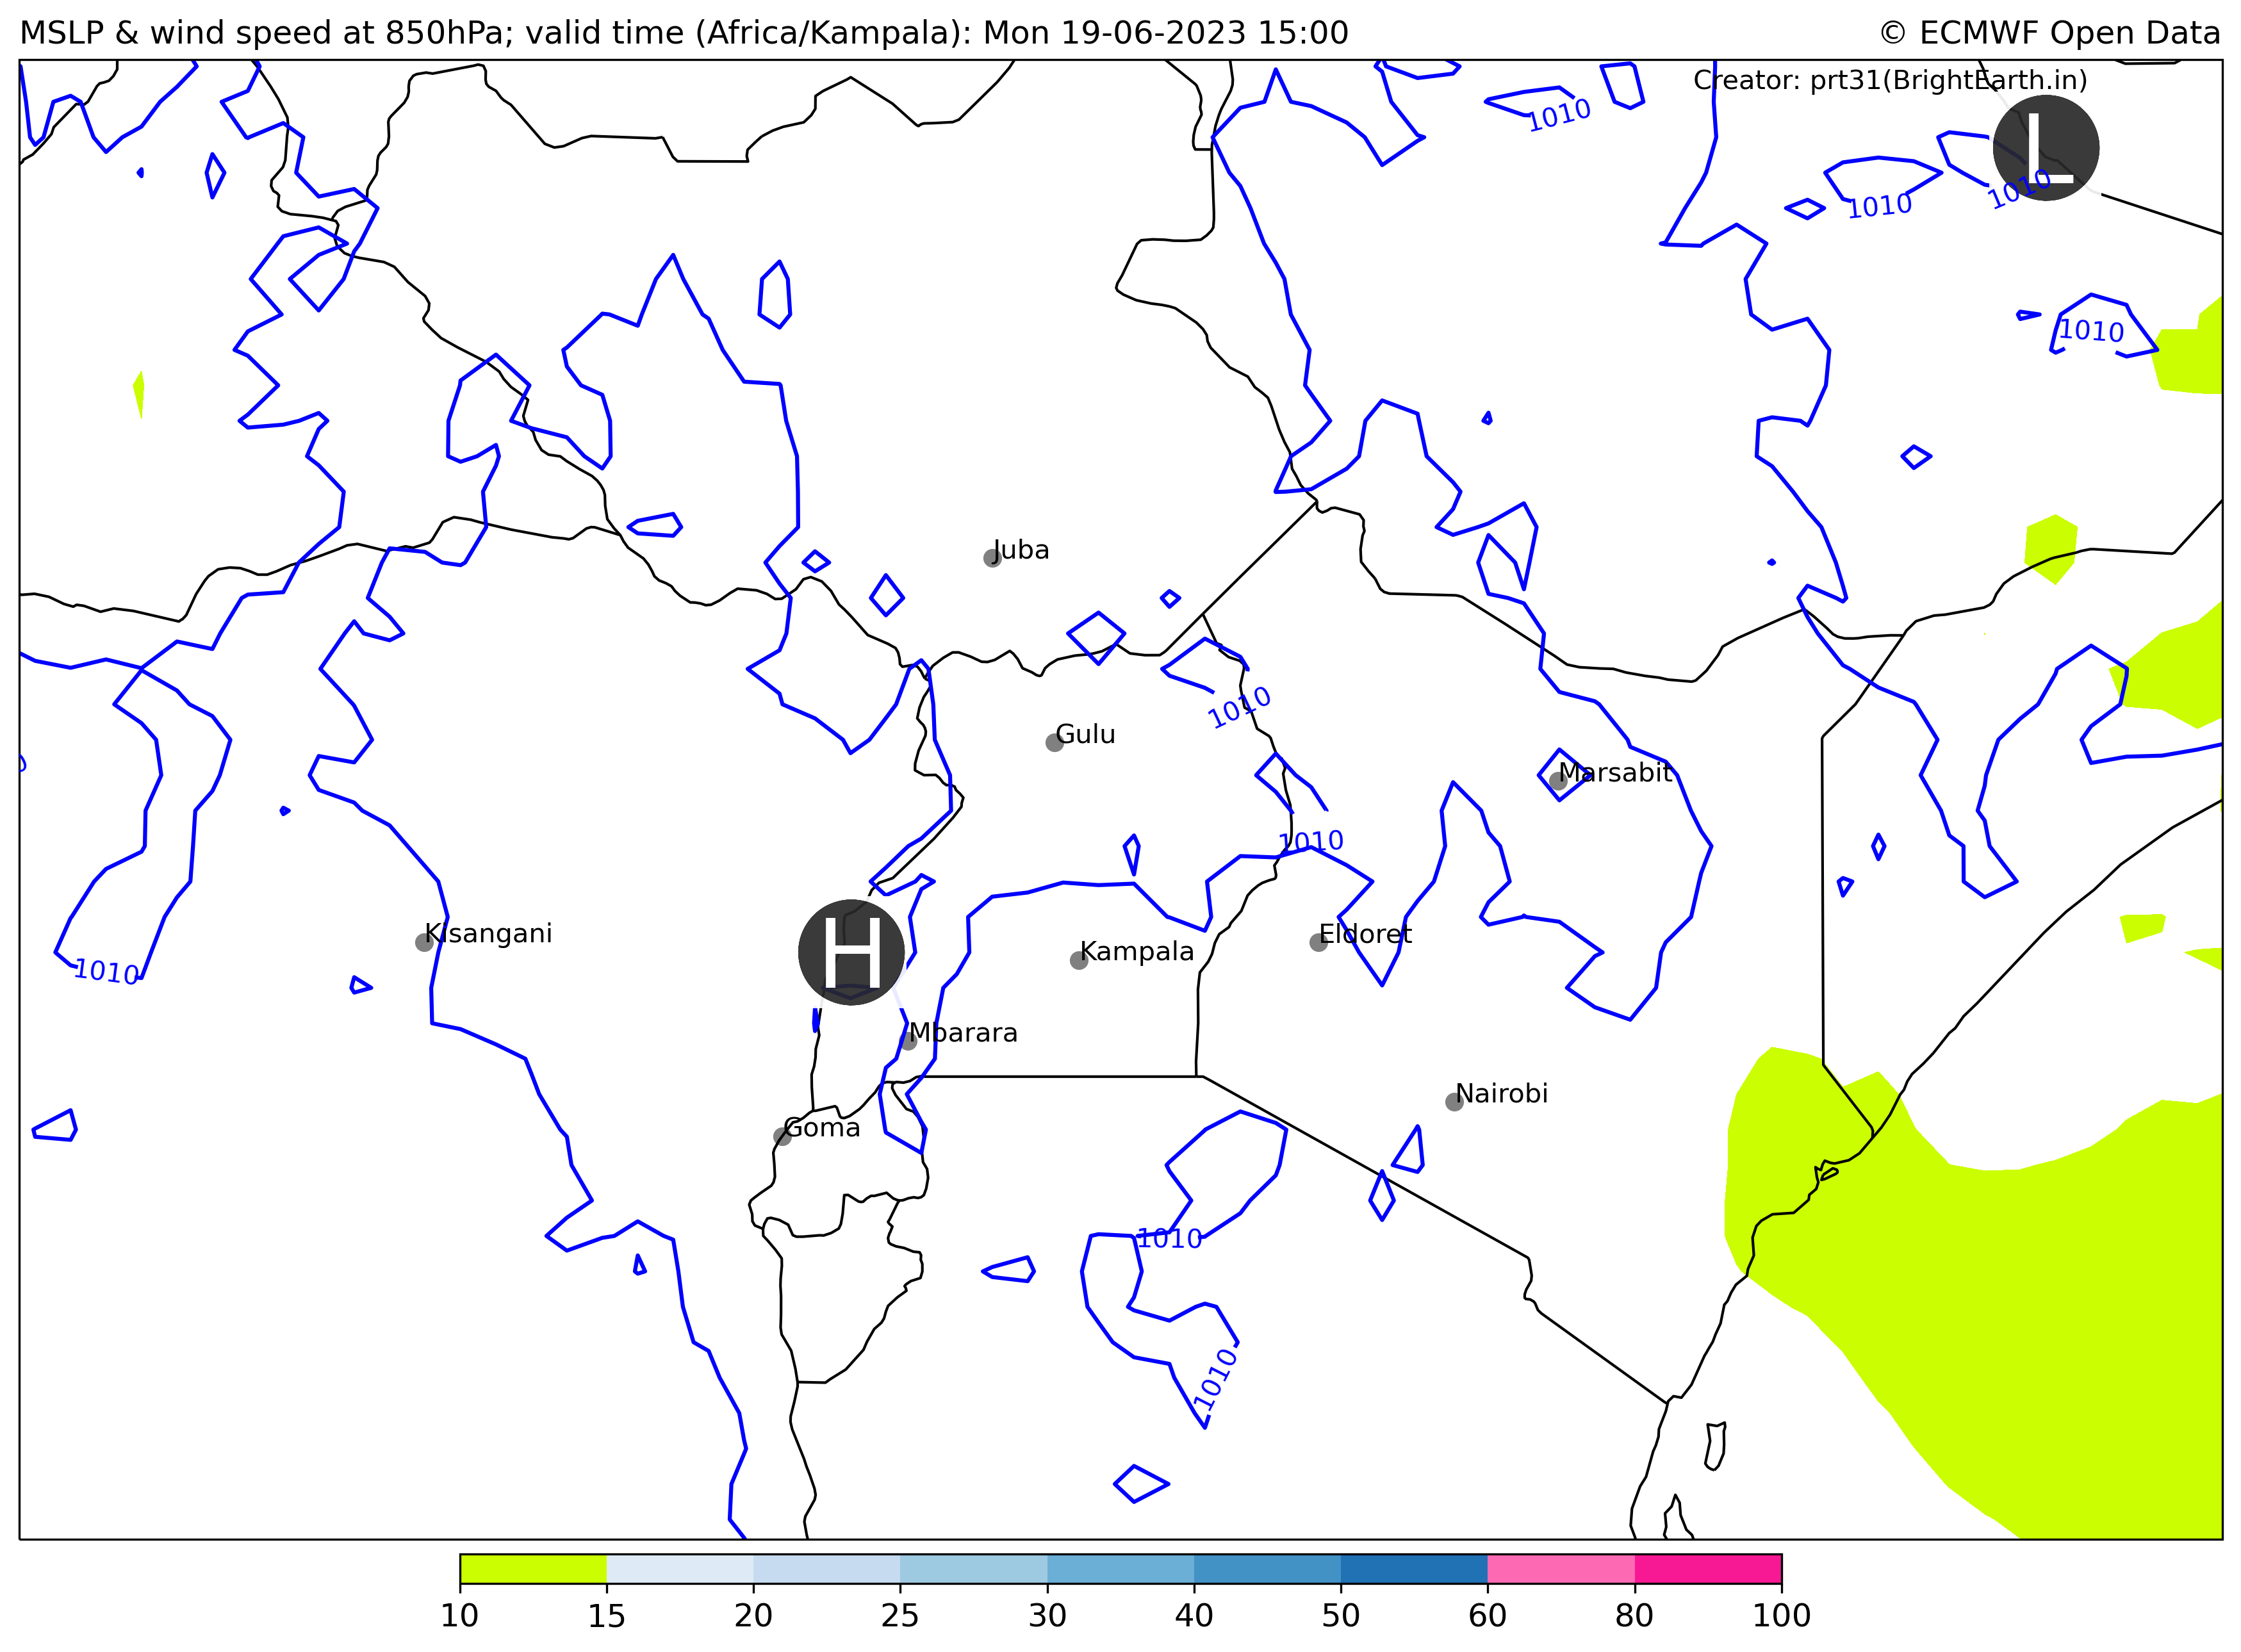 MSLP & wind speed at 850hPa; valid time (Africa/Kampala): Mon 19-06-2023 15:00
© ECMWF Open Data
Creator: prt31(BrightEarth.in)
1010
L
1010
1010
1010
Juba
1010
Gulu
Marsabit
1010
Kisangani
Eldoret
H
Kampala
1010
Mbarara
Nairobi
Goma
1010
1010
10 15 20 25 30 40 50 60 80 100